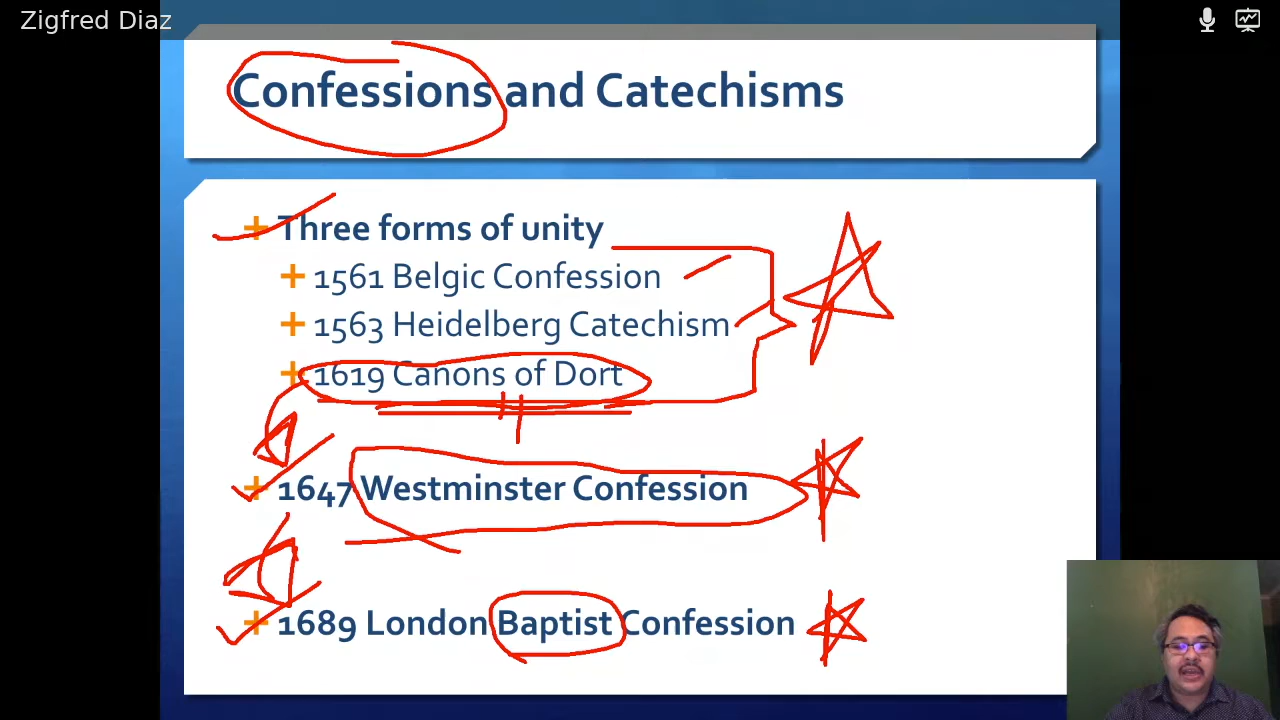 Zigfred Diaz
Confessions and Catechisms
Three forms of unity
1561 Belgic Confession
1563 Heidelberg Catechism
1619 Canons of Dort
1647 Westminster Confession
1689 London Baptist Confession